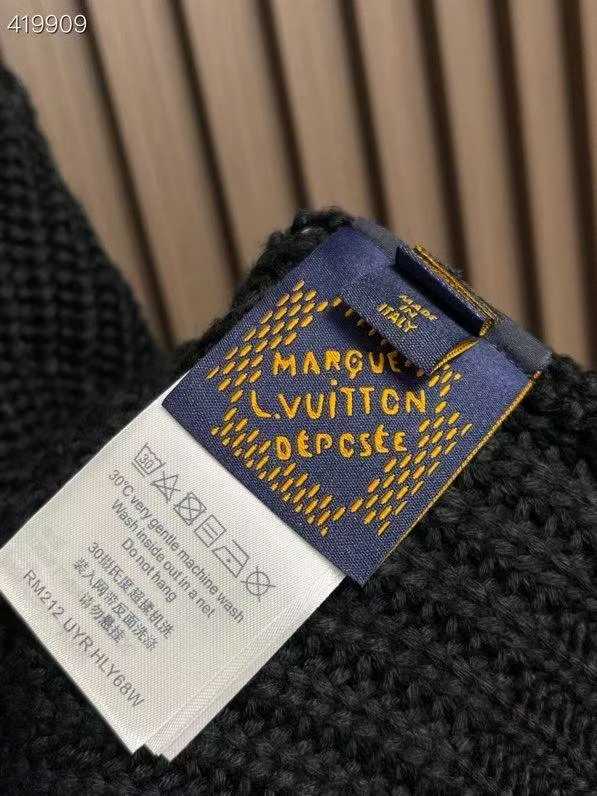 419909
MADE
IN
ITALY
MARQUE
L.VUITTON
DÉPOSÉE
30
30°C very gentle machine wash
Wash inside out in a net
Do not hang
30摄氏度超柔机洗
装入网袋反面洗涤
请勿悬挂
RM212 UYR HLY68W